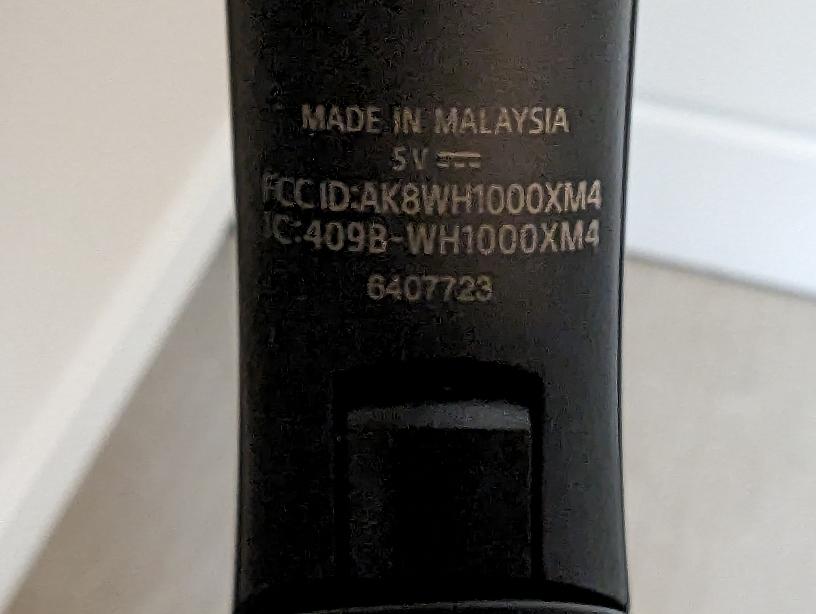 MADE IN MALAYSIA
5V ⎓
FCC ID:AK8WH1000XM4
IC:409B-WH1000XM4
6407723